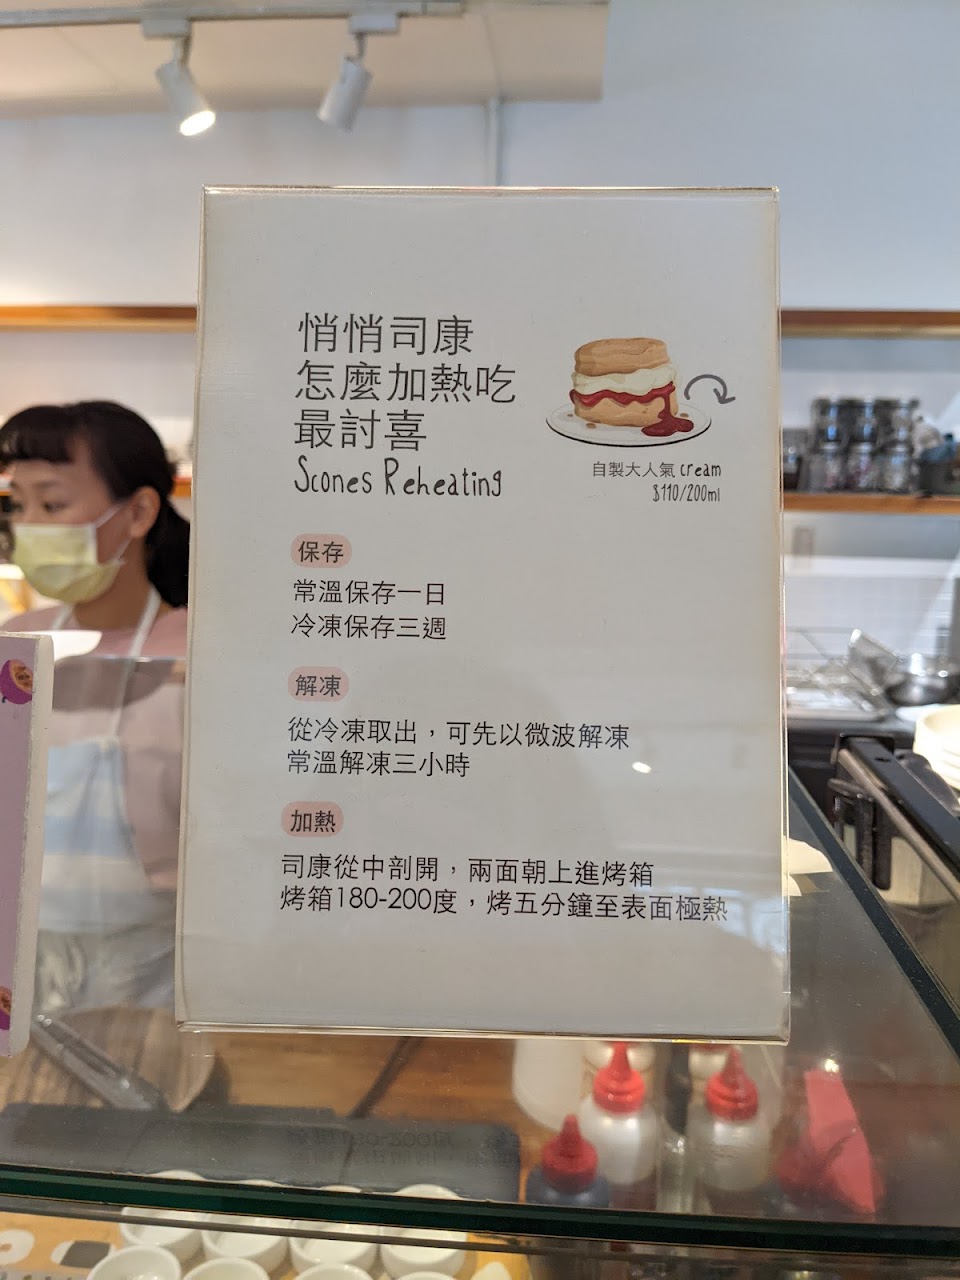 悄悄司康
怎麼加熱吃
最討喜
Scones Reheating
自製大人氣 cream
$110/200ml
保存
常溫保存一日
冷凍保存三週
解凍
從冷凍取出，可先以微波解凍
常溫解凍三小時
加熱
司康從中剖開，兩面朝上進烤箱
烤箱180-200度，烤五分鐘至表面極熱